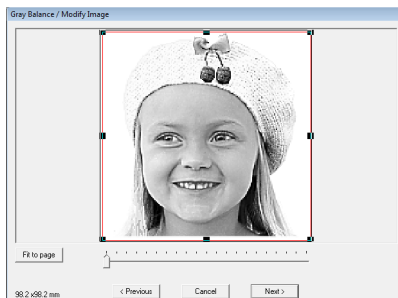 Gray Balance / Modify Image
Fit to page
98.2 x98.2 mm
< Previous
Cancel
Next >